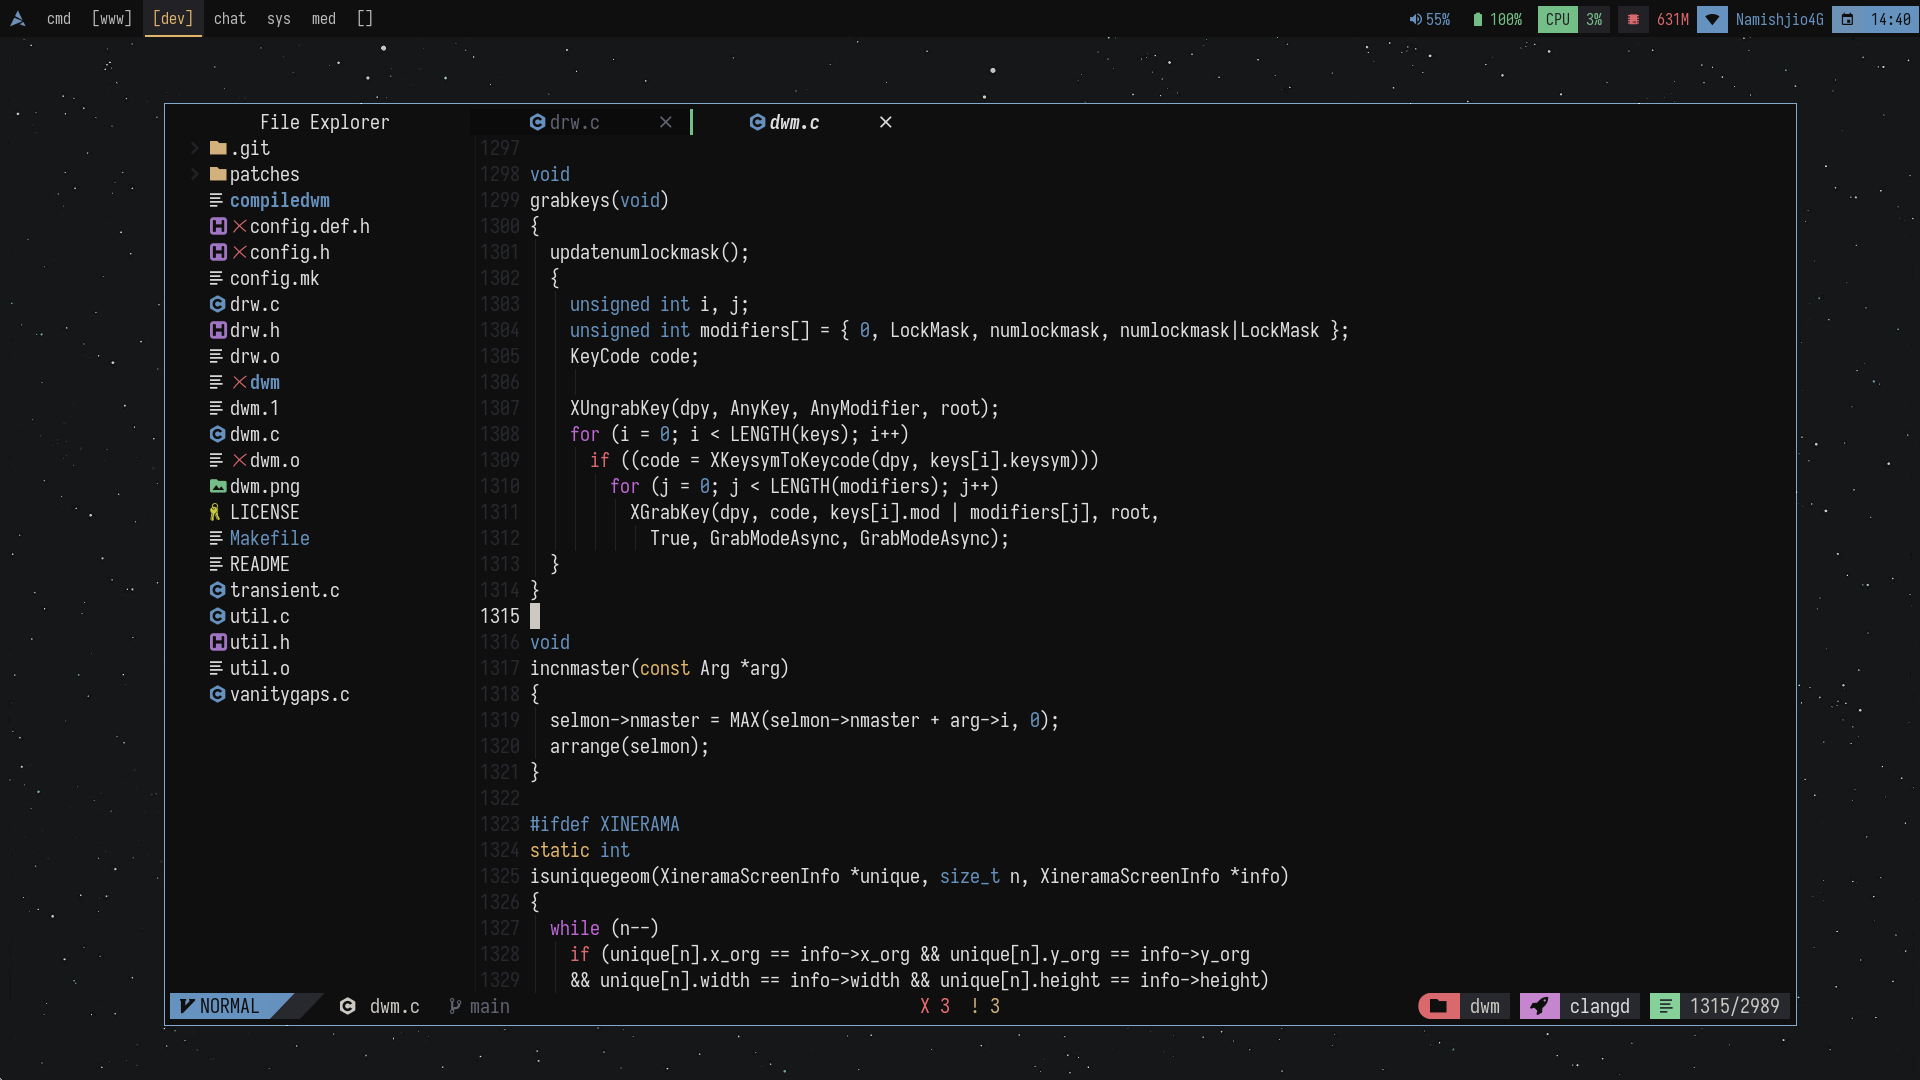 cmd [www] [dev] chat sys med [] 55% 100% CPU 3% 631M Namishjio4G 14:40
File Explorer
.git
patches
compiledwm
config.def.h
config.h
config.mk
drw.c
drw.h
drw.o
dwm
dwm.1
dwm.c
dwm.o
dwm.png
LICENSE
Makefile
README
transient.c
util.c
util.h
util.o
vanitygaps.c
drw.c × dwm.c ×
1297
1298 void
1299 grabkeys(void)
1300 {
1301 updatenumlockmask();
1302 {
1303 unsigned int i, j;
1304 unsigned int modifiers[] = { 0, LockMask, numlockmask, numlockmask|LockMask };
1305 KeyCode code;
1306
1307 XUngrabKey(dpy, AnyKey, AnyModifier, root);
1308 for (i = 0; i < LENGTH(keys); i++)
1309 if ((code = XKeysymToKeycode(dpy, keys[i].keysym)))
1310 for (j = 0; j < LENGTH(modifiers); j++)
1311 XGrabKey(dpy, code, keys[i].mod | modifiers[j], root,
1312 True, GrabModeAsync, GrabModeAsync);
1313 }
1314 }
1315
1316 void
1317 incnmaster(const Arg *arg)
1318 {
1319 selmon->nmaster = MAX(selmon->nmaster + arg->i, 0);
1320 arrange(selmon);
1321 }
1322
1323 #ifdef XINERAMA
1324 static int
1325 isuniquegeom(XineramaScreenInfo *unique, size_t n, XineramaScreenInfo *info)
1326 {
1327 while (n--)
1328 if (unique[n].x_org == info->x_org && unique[n].y_org == info->y_org
1329 && unique[n].width == info->width && unique[n].height == info->height)
NORMAL dwm.c main X 3 ! 3 dwm clangd 1315/2989